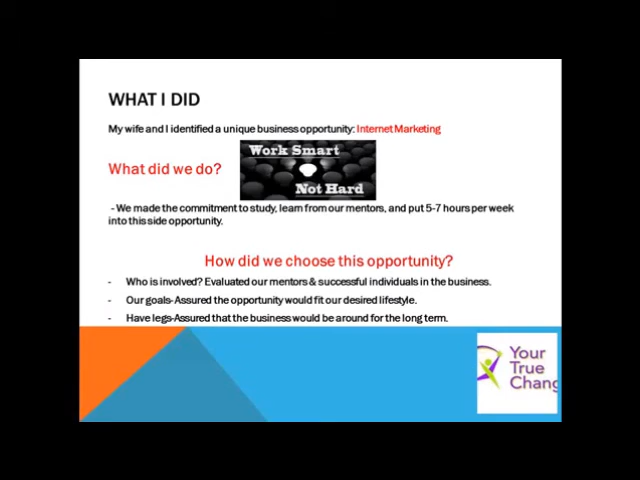 WHAT I DID
My wife and I identified a unique business opportunity: Internet Marketing
Work Smart
What did we do?
Not Hard
- We made the commitment to study, learn from our mentors, and put 5-7 hours per week
into this side opportunity.
How did we choose this opportunity?
- Who is involved? Evaluated our mentors & successful individuals in the business.
- Our goals- Assured the opportunity would fit our desired lifestyle.
- Have legs-Assured that the business would be around for the long term.
Your
True
Chang